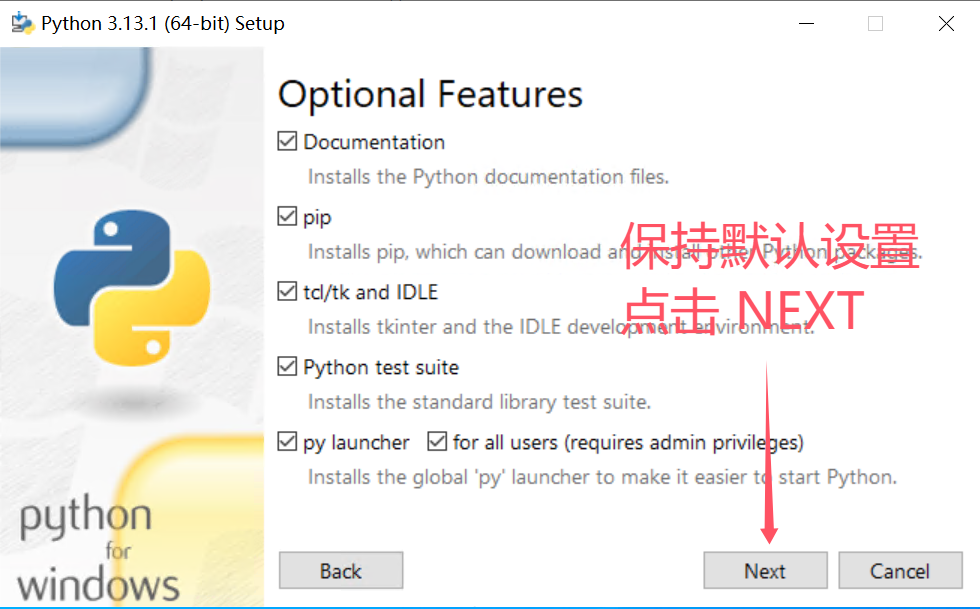 Python 3.13.1 (64-bit) Setup
Optional Features
Documentation
Installs the Python documentation files.
pip
Installs pip, which can download and install other Python packages.
保持默认设置
tcl/tk and IDLE
点击 NEXT
Installs tkinter and the IDLE development environment.
Python test suite
Installs the standard library test suite.
py launcher for all users (requires admin privileges)
Installs the global 'py' launcher to make it easier to start Python.
python
for
windows
Back Next Cancel